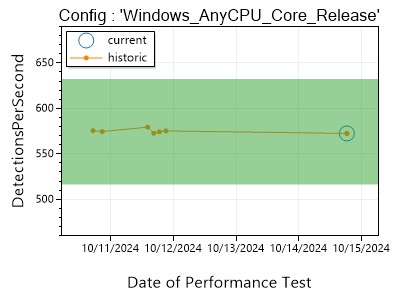 Config : 'Windows_AnyCPU_Core_Release'
current
historic
DetectionsPerSecond
650
600
550
500
10/11/2024 10/12/2024 10/13/2024 10/14/2024 10/15/2024
Date of Performance Test